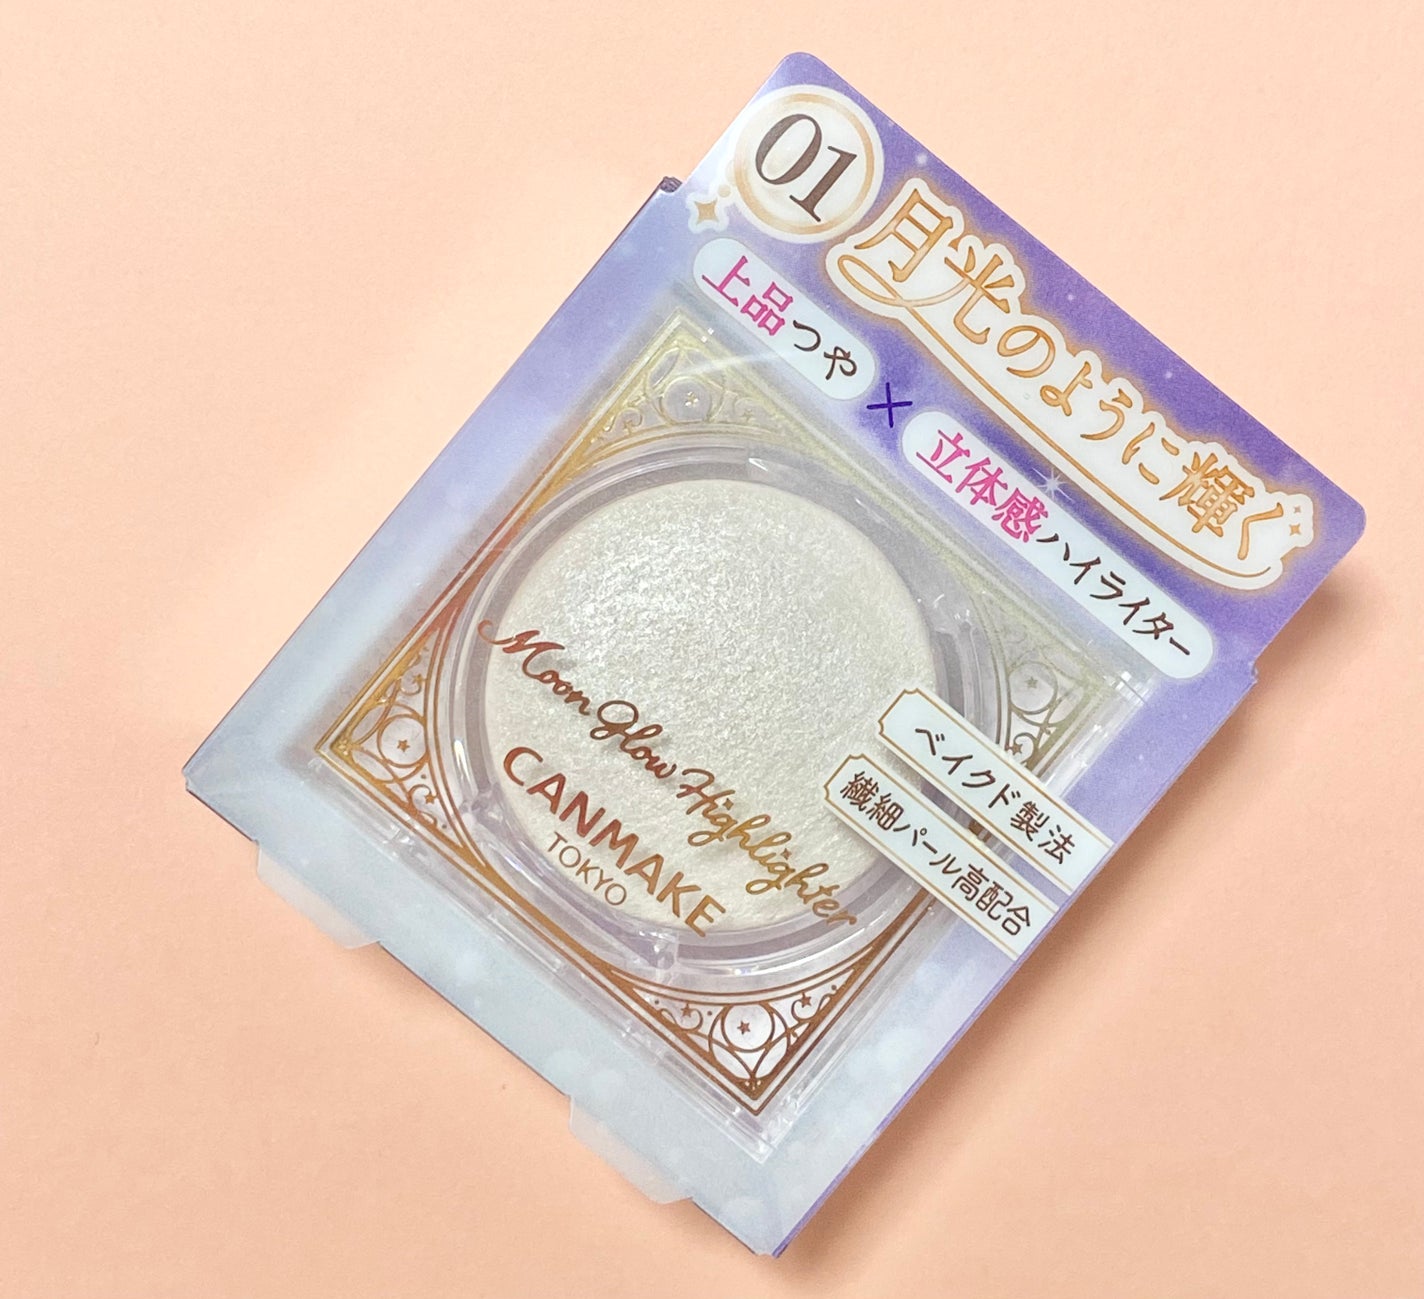 01
月光のように輝く
上品つや
×
立体感ハイライター
ベイクド製法
繊細パール高配合
Moon Glow Highlighter
CANMAKE
TOKYO